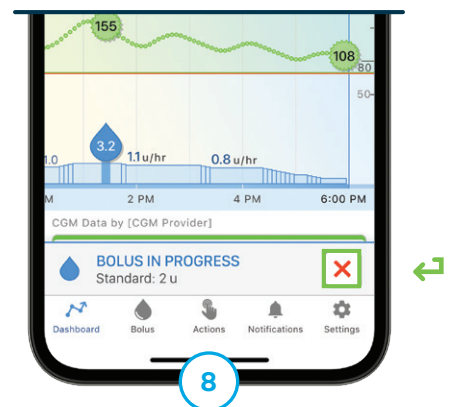 155
108
80
50
3.2
1.0 1.1 u/hr 0.8 u/hr
M 2 PM 4 PM 6:00 PM
CGM Data by [CGM Provider]
BOLUS IN PROGRESS
Standard: 2 u
Dashboard Bolus Actions Notifications Settings
8